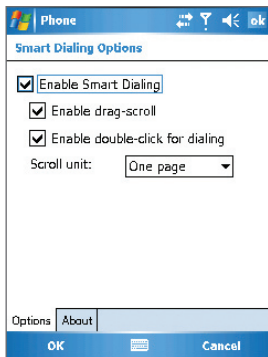 Phone ok
Smart Dialing Options
Enable Smart Dialing
Enable drag-scroll
Enable double-click for dialing
Scroll unit: One page
Options About
OK Cancel